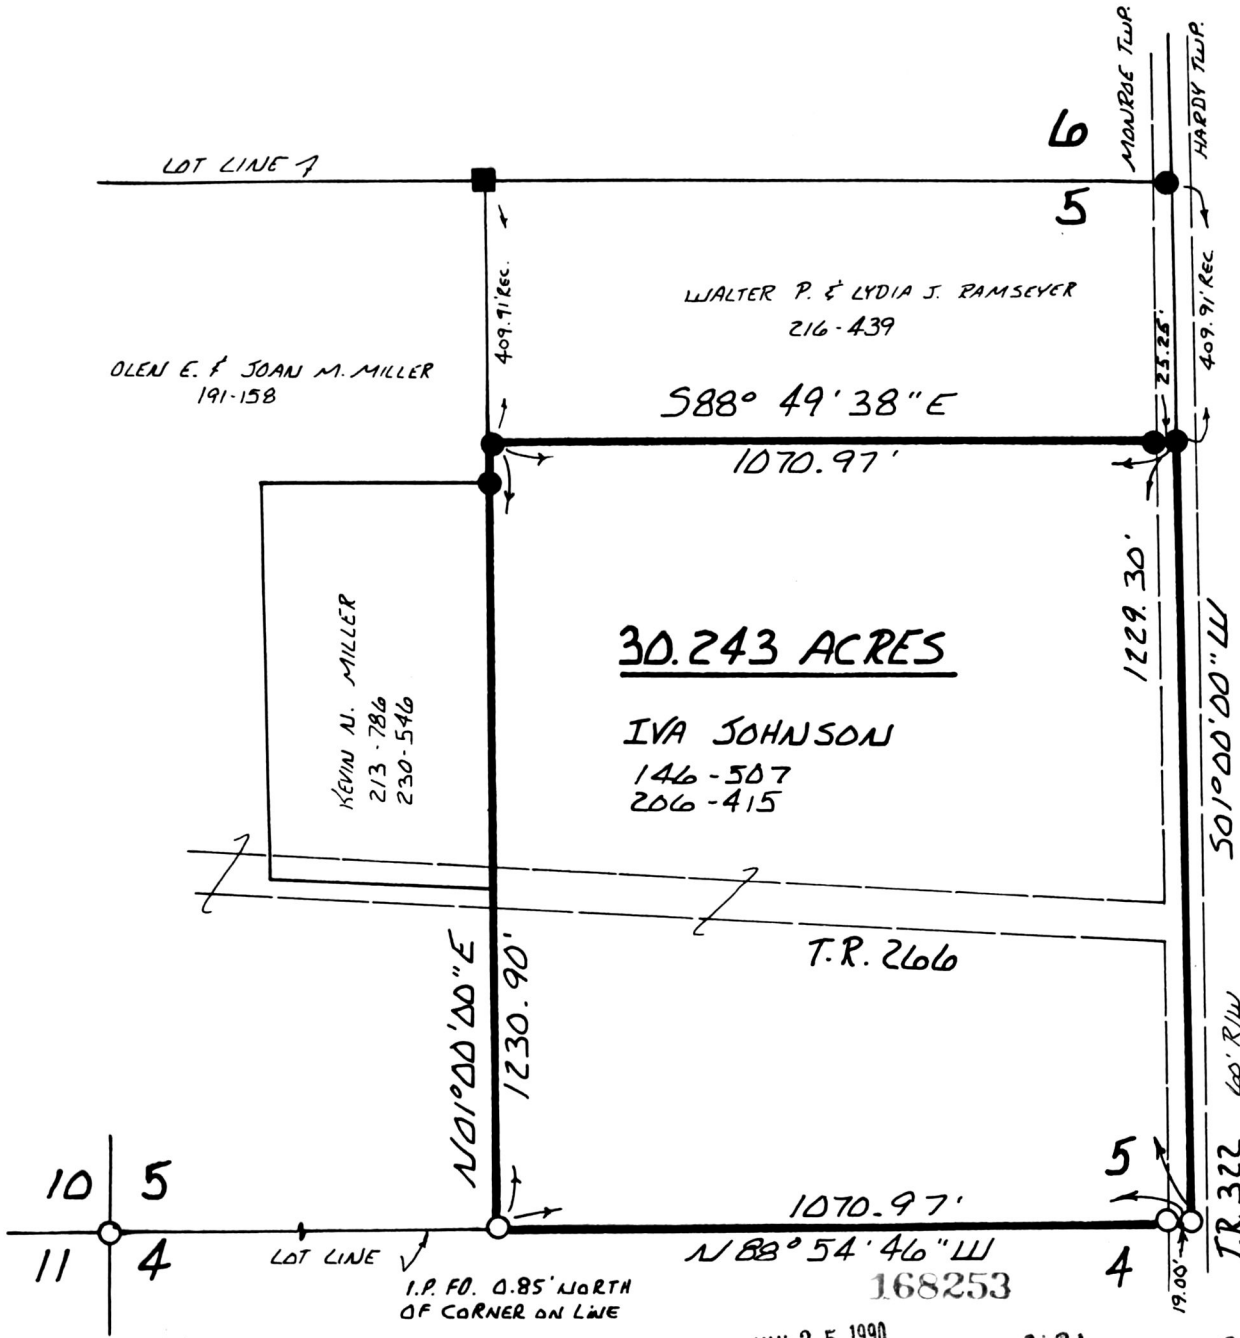 MONROE TWP.
HARDY TWP.
6
5
LOT LINE
409.91' REC.
409.91' REC
WALTER P. & LYDIA J. RAMSEYER
216-439
25.25'
OLEN E. & JOAN M. MILLER
191-158
S88° 49' 38" E
1070.97'
1229.30'
S01°00'00" W
30.243 ACRES
IVA JOHNSON
146-507
206-415
KEVIN N. MILLER
213-786
230-546
T.R. 266
N01°00'00" E
1230.90'
T.R. 322 60' R/W
10 5
11 4
LOT LINE
I.P. FD. 0.85' NORTH
OF CORNER ON LINE
1070.97'
N 88° 54' 46" W
5
4
19.00'
168253
25 1990